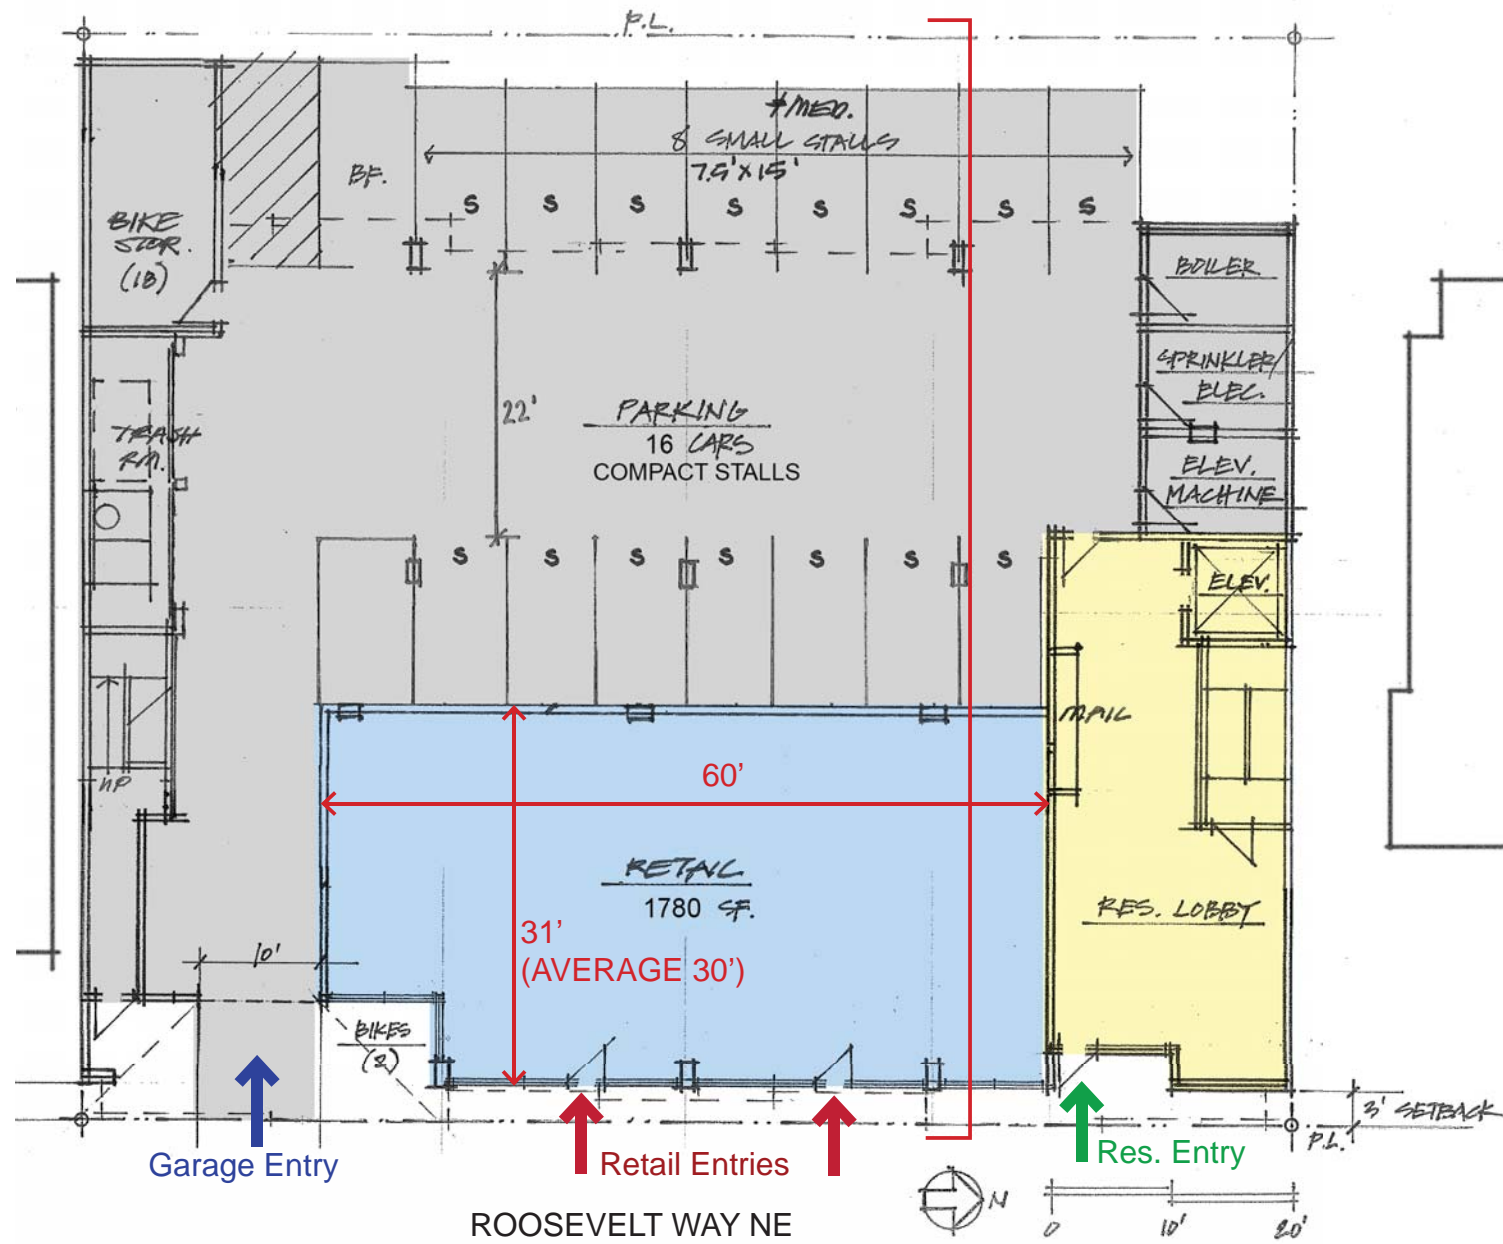 P.L.
& MED.
8 SMALL STALLS
7.5' X 15'
BF.
S S S S S S S S
BIKE
STOR.
(18)
BOILER
SPRINKLER/
ELEC.
22'
PARKING
16 CARS
COMPACT STALLS
TRASH
RM.
ELEV.
MACHINE
S S S S S S S
ELEV.
MAIL
UP
60'
RETAIL
1780 SF.
RES. LOBBY
31'
(AVERAGE 30')
10'
BIKES
(2)
3' SETBACK
P.L.
Garage Entry
Retail Entries
Res. Entry
N
ROOSEVELT WAY NE
0 10' 20'